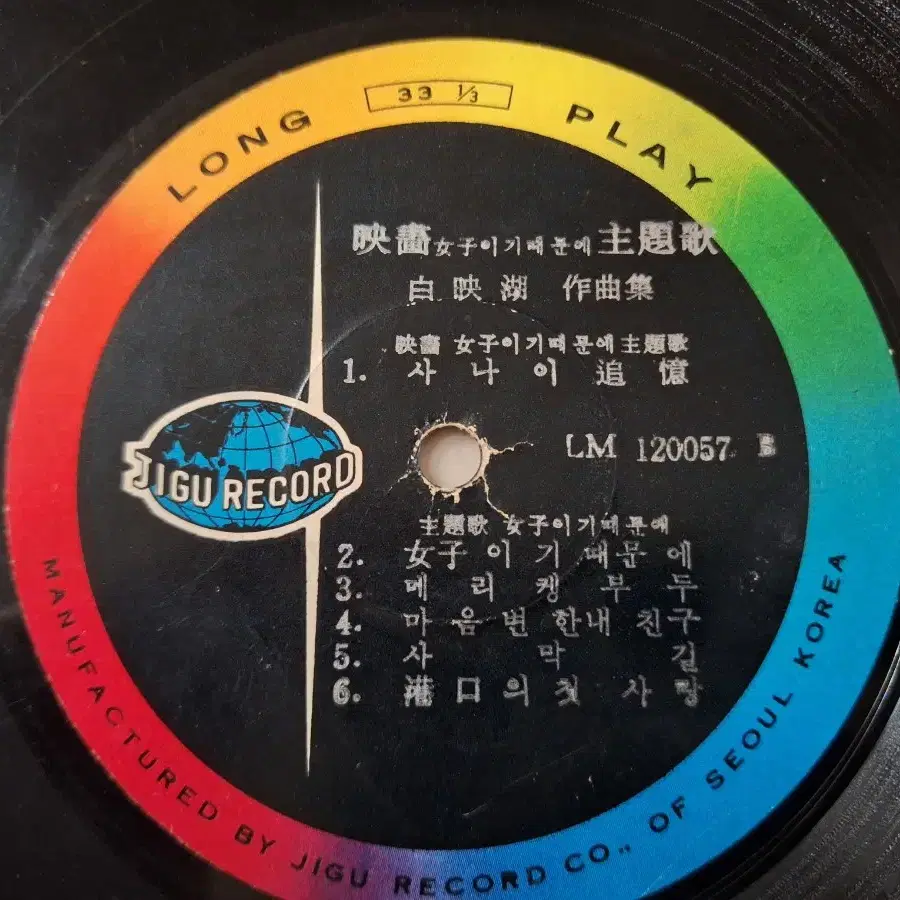 LONG PLAY
33 1/3
映畵 女子이기때문에 主題歌
白映湖 作曲集
映畵 女子이기때문에 主題歌
1. 사나이 追憶
LM 120057 B
JIGU RECORD
主題歌 女子이기때문에
2. 女子이기때문에
3. 메리켕부두
4. 마음변한내친구
5. 사막길
6. 港口의첫사랑
MANUFACTURED BY JIGU RECORD CO., OF SEOUL KOREA